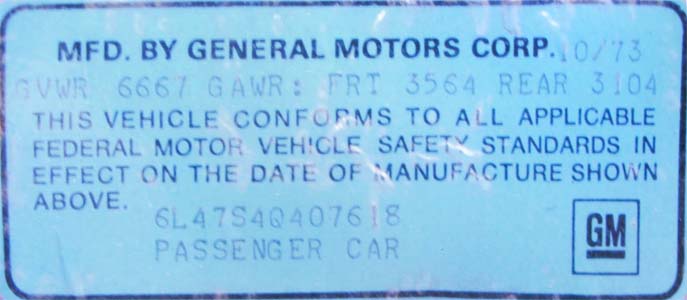 MFD. BY GENERAL MOTORS CORP. 10/73
GVWR 6667 GAWR: FRT 3564 REAR 3104
THIS VEHICLE CONFORMS TO ALL APPLICABLE
FEDERAL MOTOR VEHICLE SAFETY STANDARDS IN
EFFECT ON THE DATE OF MANUFACTURE SHOWN
ABOVE.
6L47S4Q407618
PASSENGER CAR
GM